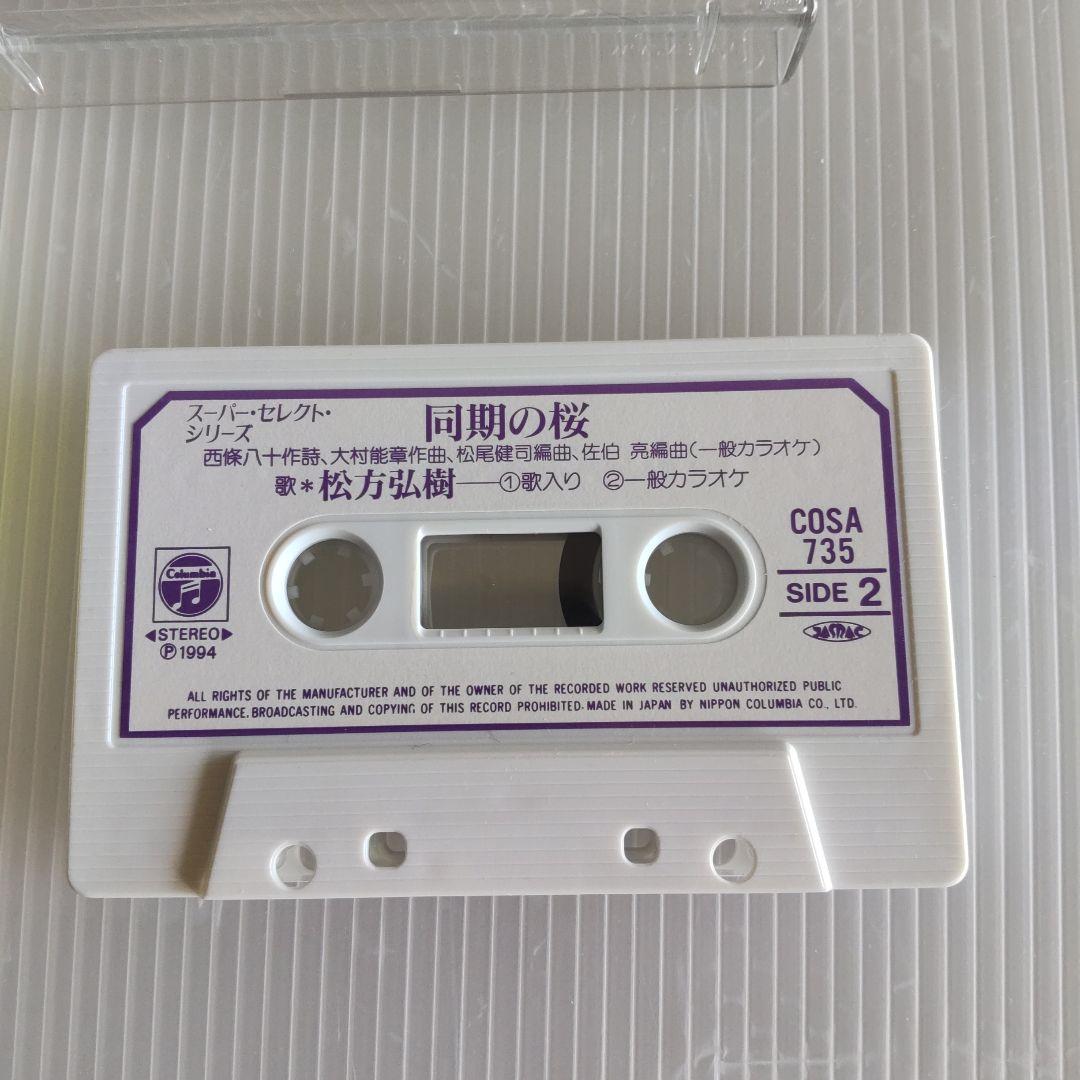 スーパー・セレクト・
シリーズ
同期の桜
西條八十作詩、大村能章作曲、松尾健司編曲、佐伯 亮編曲(一般カラオケ)
歌*松方弘樹——①歌入り ②一般カラオケ
COSA
735
SIDE 2
JASRAC
Columbia
◀STEREO▶
Ⓟ1994
ALL RIGHTS OF THE MANUFACTURER AND OF THE OWNER OF THE RECORDED WORK RESERVED UNAUTHORIZED PUBLIC
PERFORMANCE, BROADCASTING AND COPYING OF THIS RECORD PROHIBITED. MADE IN JAPAN BY NIPPON COLUMBIA CO., LTD.